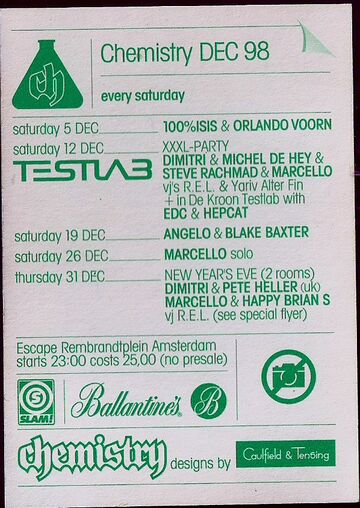 ch
Chemistry DEC 98
every saturday
saturday 5 DEC 100%ISIS & ORLANDO VOORN
saturday 12 DEC XXXL-PARTY
TESTLAB DIMITRI & MICHEL DE HEY &
STEVE RACHMAD & MARCELLO
vj's R.E.L. & Yariv Alter Fin
+ in De Kroon Testlab with
EDC & HEPCAT
saturday 19 DEC ANGELO & BLAKE BAXTER
saturday 26 DEC MARCELLO solo
thursday 31 DEC NEW YEAR'S EVE (2 rooms)
DIMITRI & PETE HELLER (uk)
MARCELLO & HAPPY BRIAN S
vj R.E.L. (see special flyer)
Escape Rembrandtplein Amsterdam
starts 23:00 costs 25,00 (no presale)
S
SLAM!
Ballantine's B
chemistry designs by Caulfield & Tensing